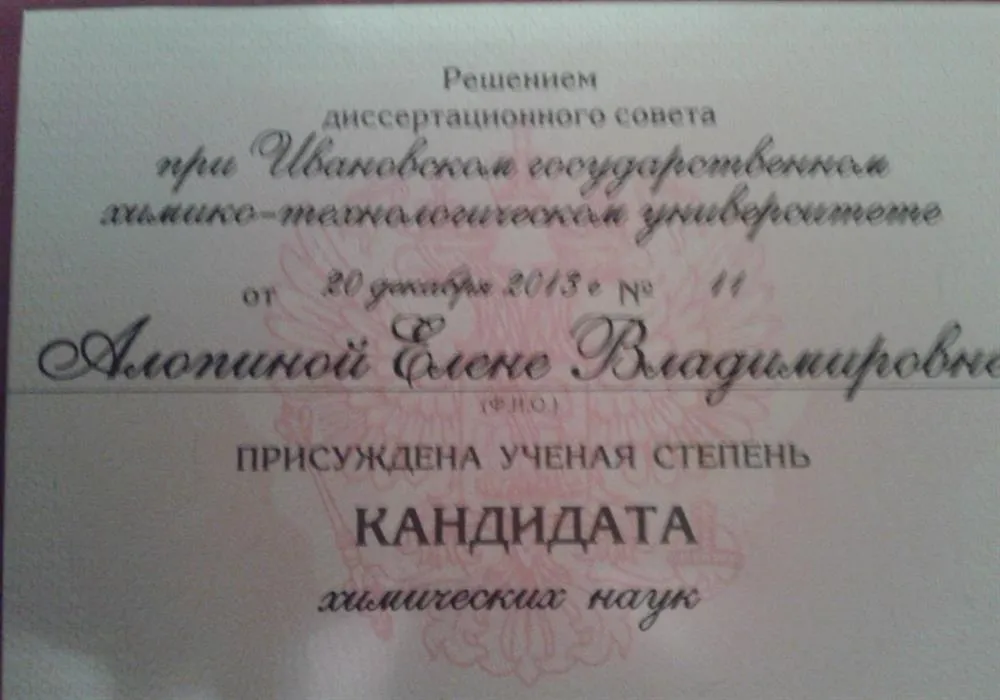 Решением
диссертационного совета
при Ивановском государственном
химико-технологическом университете
от 20 декабря 2013 г № 11
Алопиной Елене Владимировне
(Ф.И.О.)
ПРИСУЖДЕНА УЧЕНАЯ СТЕПЕНЬ
КАНДИДАТА
химических наук